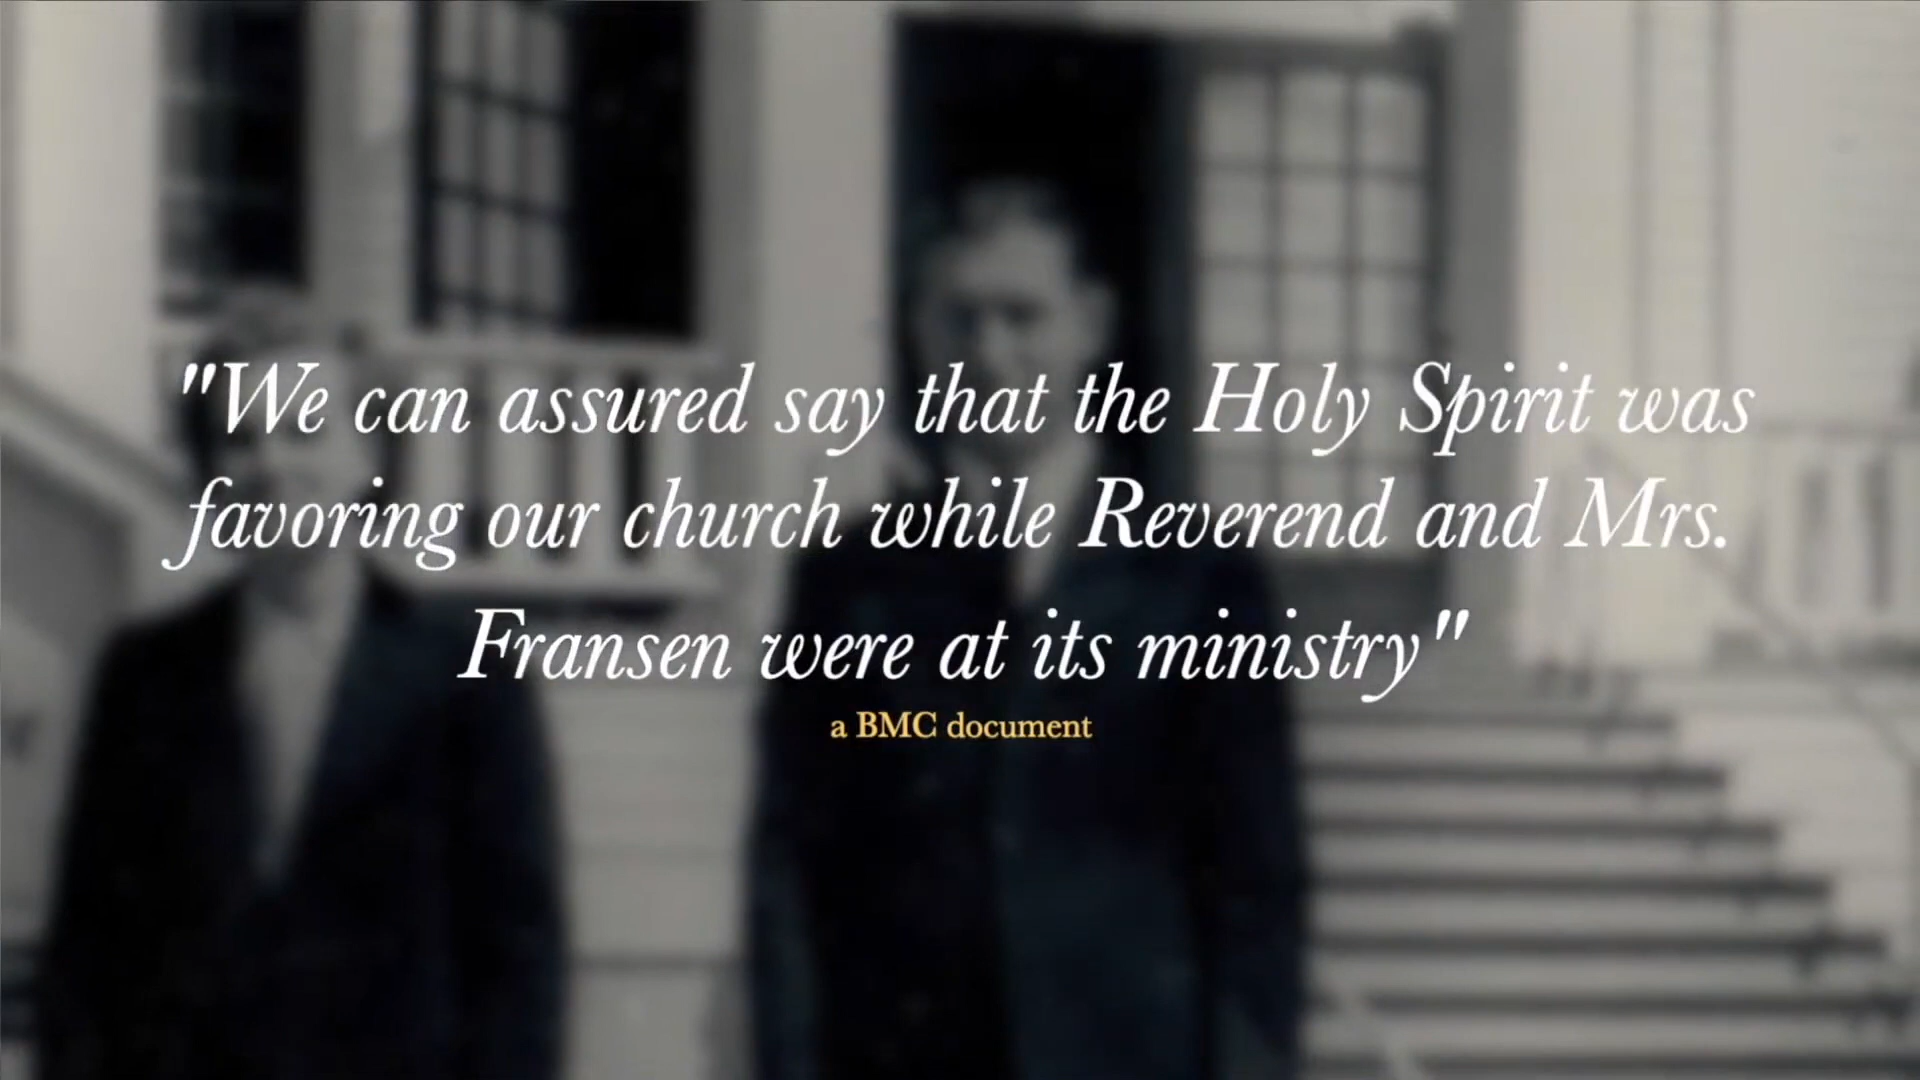 "We can assured say that the Holy Spirit was
favoring our church while Reverend and Mrs.
Fransen were at its ministry"
a BMC document